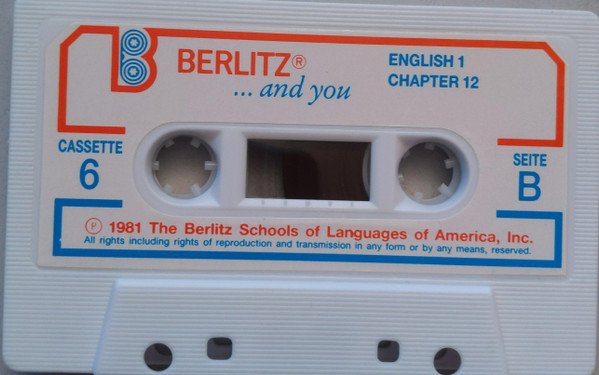 B BERLITZ®
... and you
ENGLISH 1
CHAPTER 12
CASSETTE
6
SEITE
B
Ⓟ 1981 The Berlitz Schools of Languages of America, Inc.
All rights including rights of reproduction and transmission in any form or by any means, reserved.